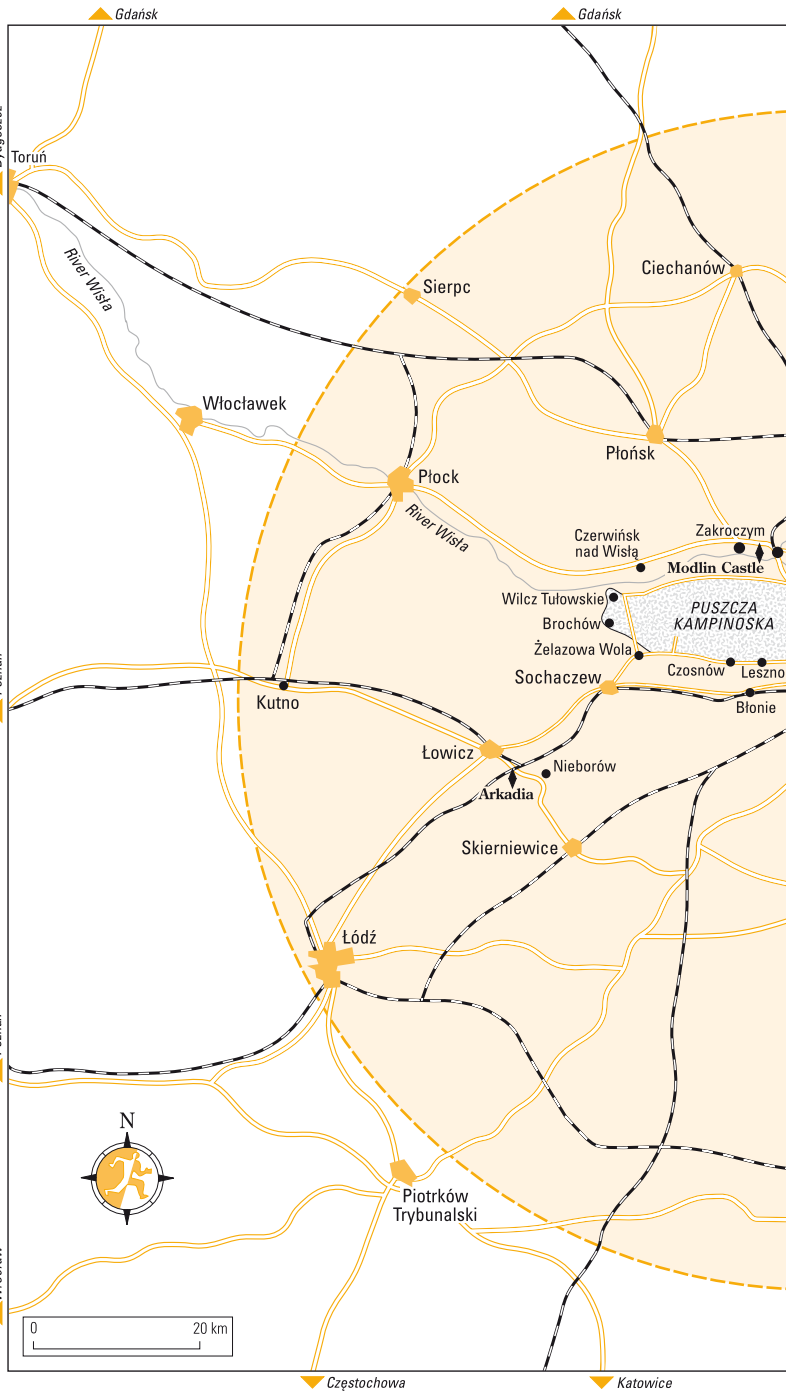 Gdańsk
Gdańsk
Toruń
River Wisła
Ciechanów
Sierpc
Włocławek
Płońsk
Płock
River Wisła
Zakroczym
Czerwińsk
nad Wisłą
Modlin Castle
Wilcz Tułowskie
PUSZCZA
KAMPINOSKA
Brochów
Żelazowa Wola
Czosnów
Leszno
Sochaczew
Kutno
Błonie
Łowicz
Nieborów
Arkadia
Skierniewice
Łódź
N
Piotrków
Trybunalski
0
20 km
Częstochowa
Katowice